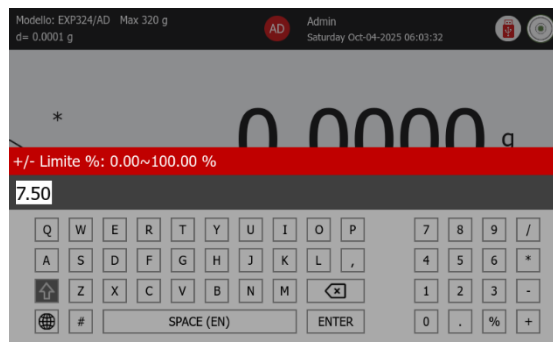 Modello: EXP324/AD Max 320 g
d= 0.0001 g
AD
Admin
Saturday Oct-04-2025 06:03:32
*
0.0000 g
+/- Limite %: 0.00~100.00 %
7.50
Q W E R T Y U I O P 7 8 9 /
A S D F G H J K L , 4 5 6 *
Z X C V B N M 1 2 3 -
# SPACE (EN) ENTER 0 . % +